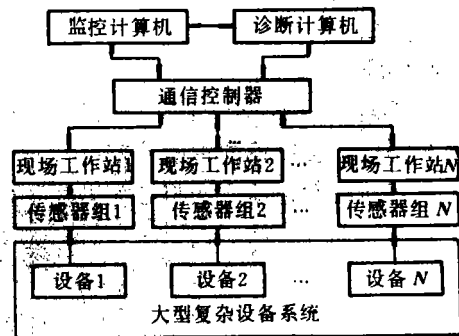 监控计算机 诊断计算机
通信控制器
现场工作站1 现场工作站2 … 现场工作站N
传感器组1 传感器组2 … 传感器组N
设备1 设备2 … 设备N
大型复杂设备系统